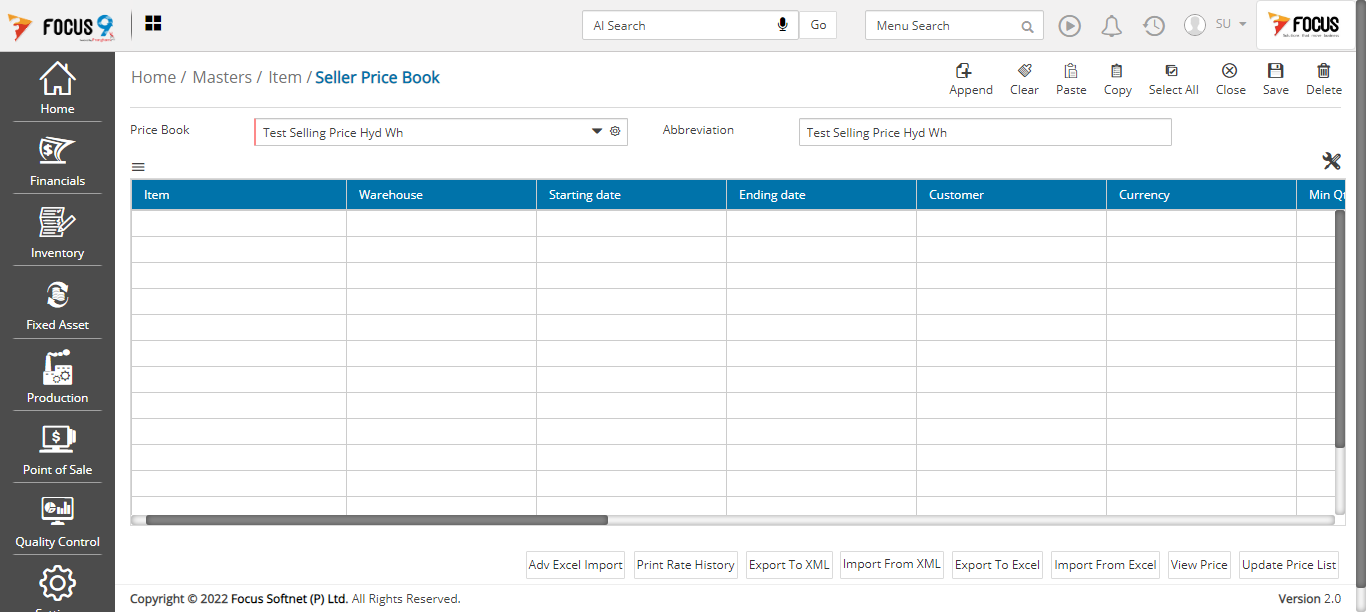 FOCUS 9
AI Search
Go
Menu Search
SU
FOCUS
Home / Masters / Item / Seller Price Book
Append
Clear
Paste
Copy
Select All
Close
Save
Delete
Home
Financials
Inventory
Fixed Asset
Production
Point of Sale
Quality Control
Price Book
Test Selling Price Hyd Wh
Abbreviation
Test Selling Price Hyd Wh
Item
Warehouse
Starting date
Ending date
Customer
Currency
Min Qt
Adv Excel Import
Print Rate History
Export To XML
Import From XML
Export To Excel
Import From Excel
View Price
Update Price List
Copyright © 2022 Focus Softnet (P) Ltd. All Rights Reserved.
Version 2.0